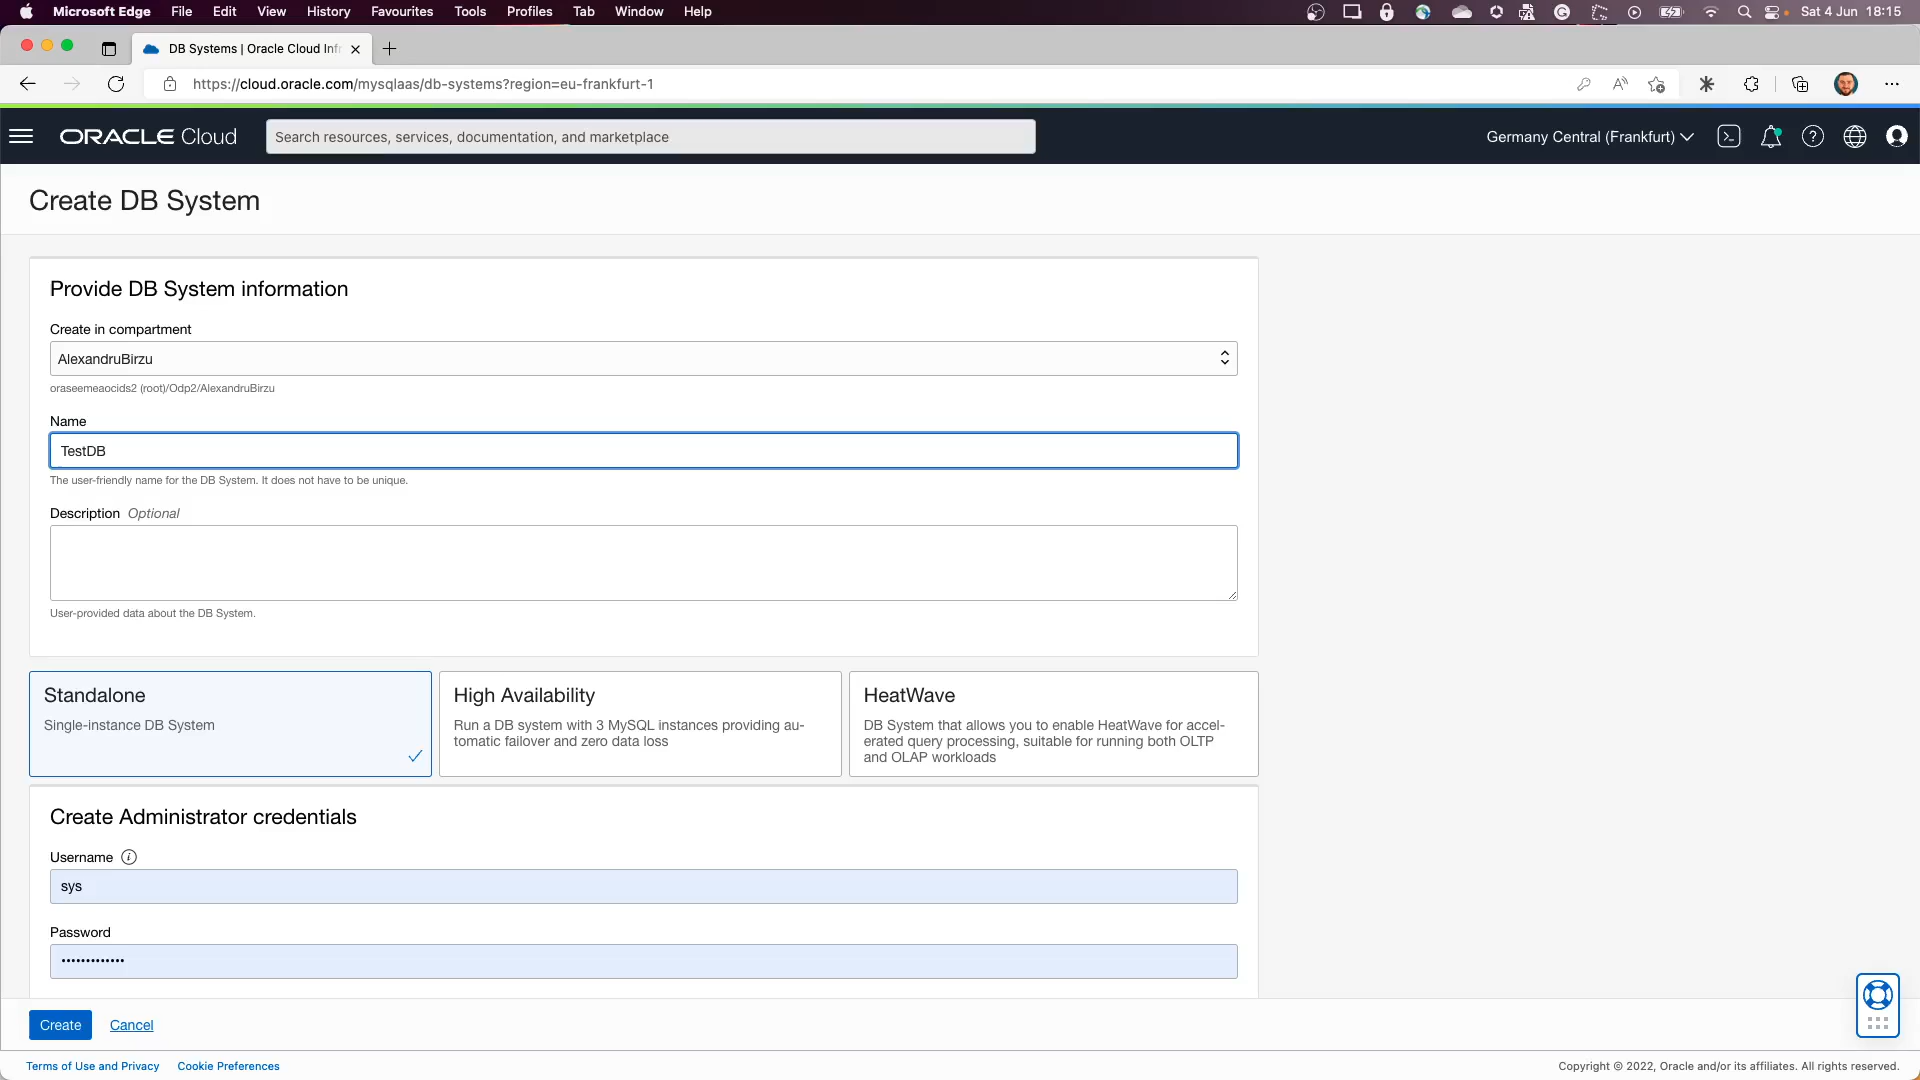 Microsoft Edge File Edit View History Favourites Tools Profiles Tab Window Help Sat 4 Jun 18:15
DB Systems | Oracle Cloud Inf
https://cloud.oracle.com/mysqlaas/db-systems?region=eu-frankfurt-1
ORACLE Cloud Search resources, services, documentation, and marketplace Germany Central (Frankfurt)
Create DB System
Provide DB System information
Create in compartment
AlexandruBirzu
oraseemeaocids2 (root)/Odp2/AlexandruBirzu
Name
TestDB
The user-friendly name for the DB System. It does not have to be unique.
Description Optional
User-provided data about the DB System.
Standalone
Single-instance DB System
High Availability
Run a DB system with 3 MySQL instances providing au-
tomatic failover and zero data loss
HeatWave
DB System that allows you to enable HeatWave for accel-
erated query processing, suitable for running both OLTP
and OLAP workloads
Create Administrator credentials
Username
sys
Password
•••••••••••••
Create Cancel
Terms of Use and Privacy Cookie Preferences Copyright © 2022, Oracle and/or its affiliates. All rights reserved.